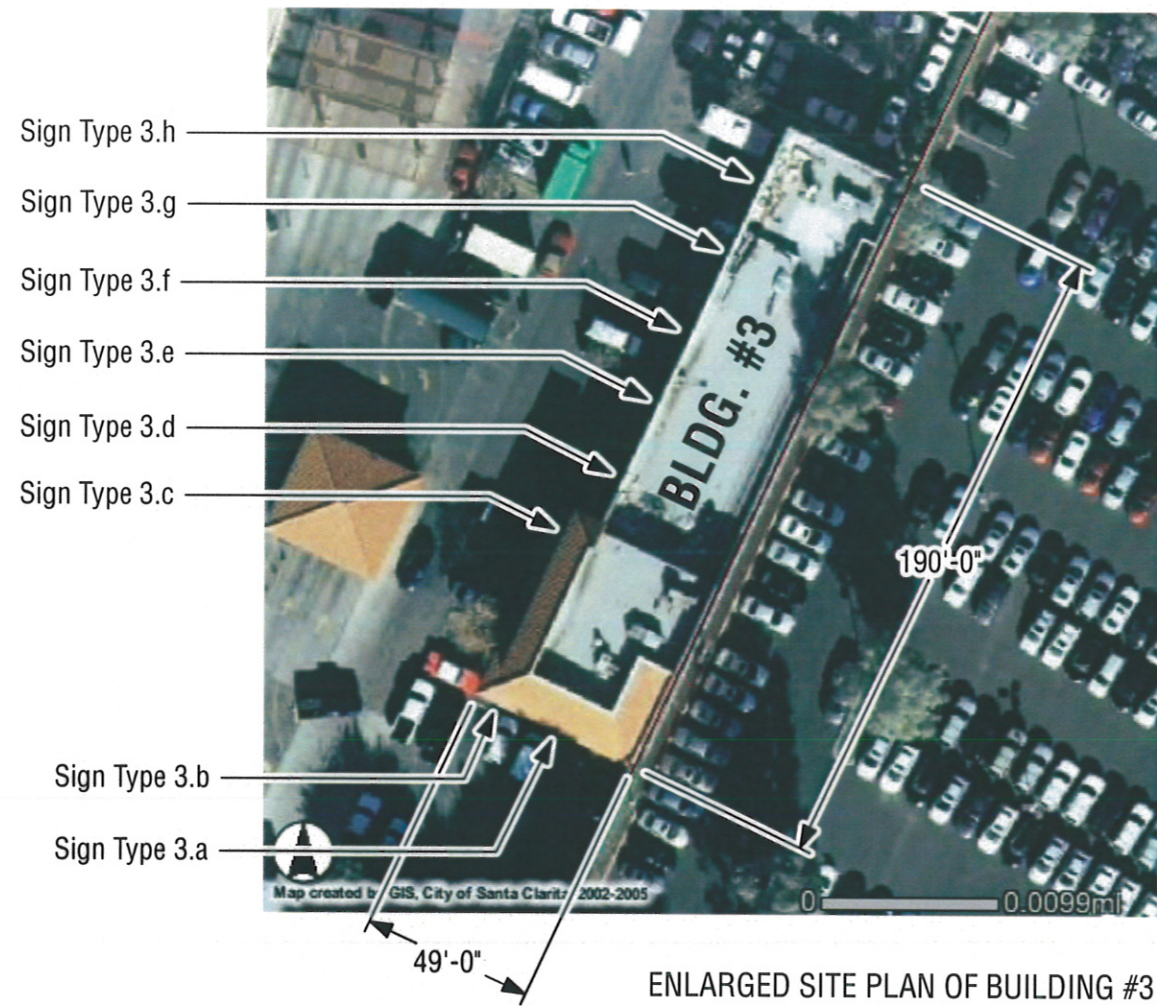 Sign Type 3.h
Sign Type 3.g
Sign Type 3.f
Sign Type 3.e
Sign Type 3.d
Sign Type 3.c
BLDG. #3
190'-0"
Sign Type 3.b
Sign Type 3.a
Map created by GIS, City of Santa Clarita 2002-2005
0 0.0099mi
49'-0"
ENLARGED SITE PLAN OF BUILDING #3